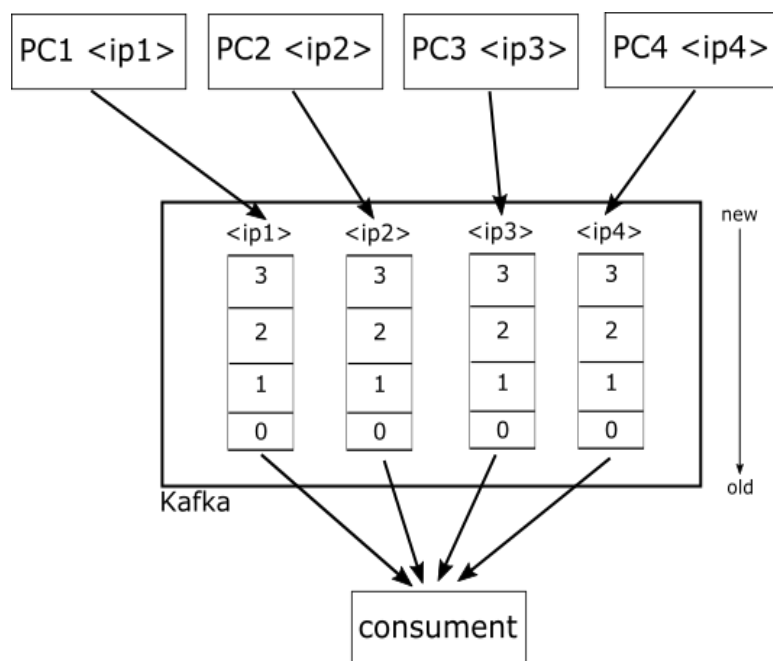 PC1 <ip1>
PC2 <ip2>
PC3 <ip3>
PC4 <ip4>
new
<ip1> <ip2> <ip3> <ip4>
3 3 3 3
2 2 2 2
1 1 1 1
0 0 0 0
old
Kafka
consument